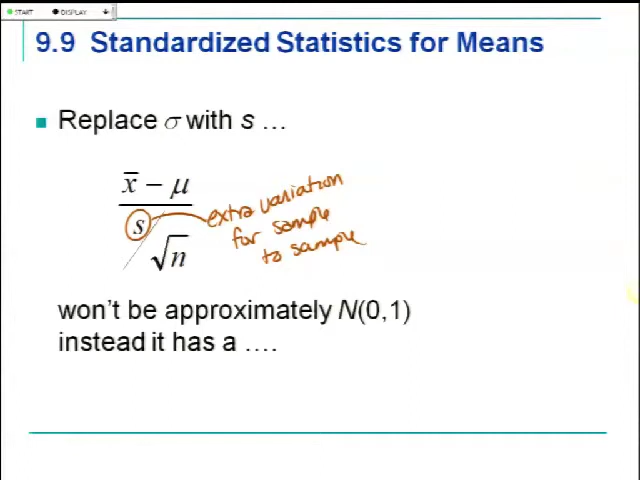 START DISPLAY
9.9 Standardized Statistics for Means
Replace σ with s …
x̄ − μ
s/√n
extra variation
for sample
to sample
won't be approximately N(0,1)
instead it has a ….